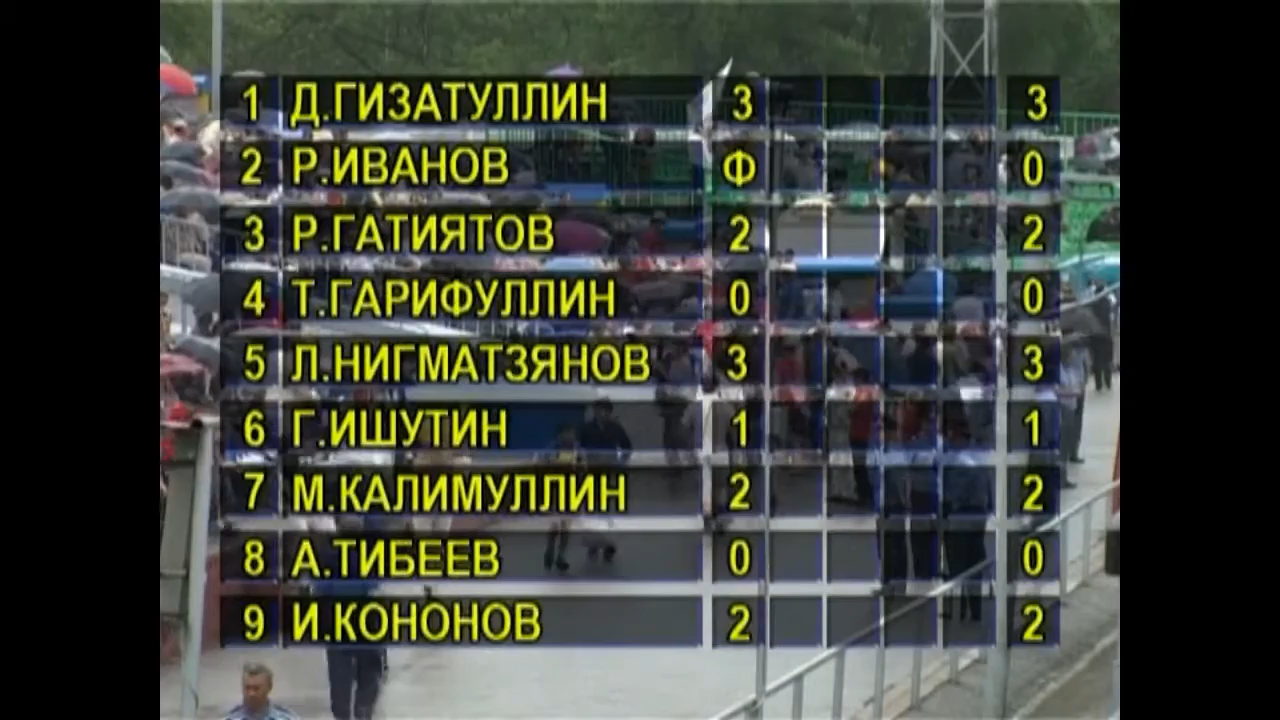 1 Д.ГИЗАТУЛЛИН 3 3
2 Р.ИВАНОВ Ф 0
3 Р.ГАТИЯТОВ 2 2
4 Т.ГАРИФУЛЛИН 0 0
5 Л.НИГМАТЗЯНОВ 3 3
6 Г.ИШУТИН 1 1
7 М.КАЛИМУЛЛИН 2 2
8 А.ТИБЕЕВ 0 0
9 И.КОНОНОВ 2 2